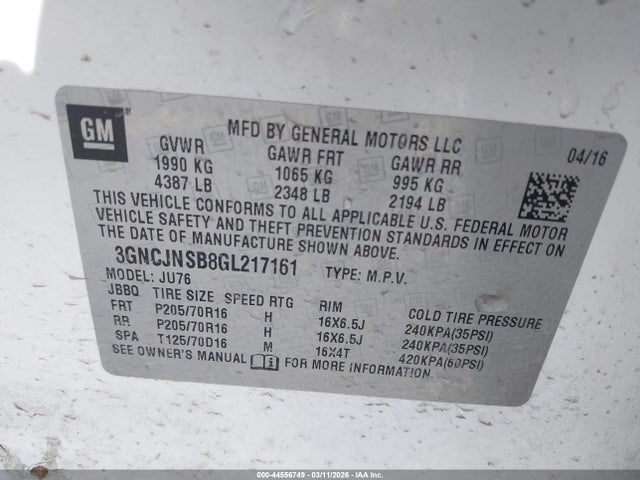 GM
MFD BY GENERAL MOTORS LLC
04/16
GVWR GAWR FRT GAWR RR
1990 KG 1065 KG 995 KG
4387 LB 2348 LB 2194 LB
THIS VEHICLE CONFORMS TO ALL APPLICABLE U.S. FEDERAL MOTOR
VEHICLE SAFETY AND THEFT PREVENTION STANDARDS IN EFFECT ON
THE DATE OF MANUFACTURE SHOWN ABOVE.
3GNCJNSB8GL217161 TYPE: M.P.V.
MODEL: JU76
JBBQ TIRE SIZE SPEED RTG RIM COLD TIRE PRESSURE
FRT P205/70R16 H 16X6.5J 240KPA(35PSI)
RR P205/70R16 H 16X6.5J 240KPA(35PSI)
SPA T125/70D16 M 16X4T 420KPA(60PSI)
SEE OWNER'S MANUAL FOR MORE INFORMATION.
000-44556749 - 03/11/2026 - IAA Inc.